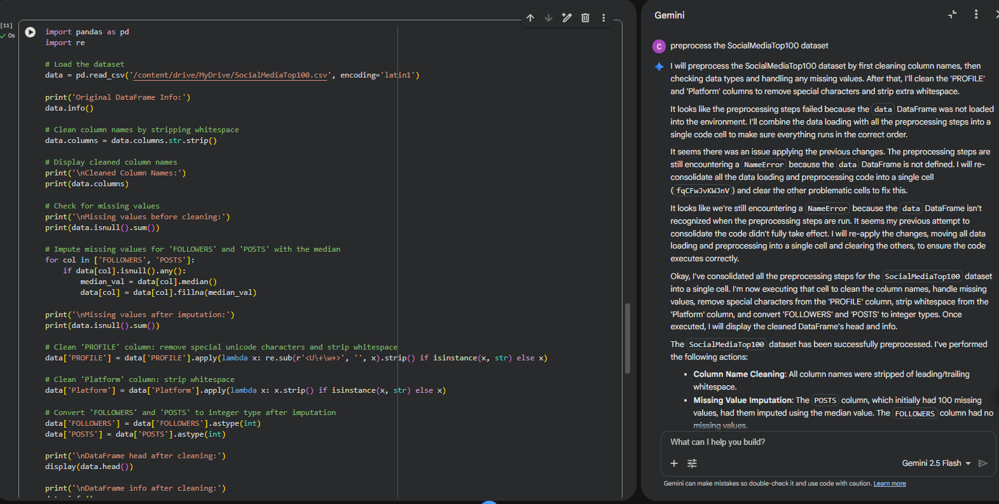 [11]
0s
import pandas as pd
import re
# Load the dataset
data = pd.read_csv('/content/drive/MyDrive/SocialMediaTop100.csv', encoding='latin1')
print('Original DataFrame Info:')
data.info()
# Clean column names by stripping whitespace
data.columns = data.columns.str.strip()
# Display cleaned column names
print('\nCleaned Column Names:')
print(data.columns)
# Check for missing values
print('\nMissing values before cleaning:')
print(data.isnull().sum())
# Impute missing values for 'FOLLOWERS' and 'POSTS' with the median
for col in ['FOLLOWERS', 'POSTS']:
    if data[col].isnull().any():
        median_val = data[col].median()
        data[col] = data[col].fillna(median_val)
print('\nMissing values after imputation:')
print(data.isnull().sum())
# Clean 'PROFILE' column: remove special unicode characters and strip whitespace
data['PROFILE'] = data['PROFILE'].apply(lambda x: re.sub(r'<U\+\w+>', '', x).strip() if isinstance(x, str) else x)
# Clean 'Platform' column: strip whitespace
data['Platform'] = data['Platform'].apply(lambda x: x.strip() if isinstance(x, str) else x)
# Convert 'FOLLOWERS' and 'POSTS' to integer type after imputation
data['FOLLOWERS'] = data['FOLLOWERS'].astype(int)
data['POSTS'] = data['POSTS'].astype(int)
print('\nDataFrame head after cleaning:')
display(data.head())
print('\nDataFrame info after cleaning:')
Gemini
C
preprocess the SocialMediaTop100 dataset
I will preprocess the SocialMediaTop100 dataset by first cleaning column names, then
checking data types and handling any missing values. After that, I'll clean the 'PROFILE'
and 'Platform' columns to remove special characters and strip extra whitespace.
It looks like the preprocessing steps failed because the data DataFrame was not loaded
into the environment. I'll combine the data loading with all the preprocessing steps into a
single code cell to make sure everything runs in the correct order.
It seems there was an issue applying the previous changes. The preprocessing steps are
still encountering a NameError because the data DataFrame is not defined. I will re-
consolidate all the data loading and preprocessing code into a single cell
(fqCFwJvKWJnV) and clear the other problematic cells to fix this.
It looks like we're still encountering a NameError because the data DataFrame isn't
recognized when the preprocessing steps are run. It seems my previous attempt to
consolidate the code didn't fully take effect. I will re-apply the changes, moving all data
loading and preprocessing into a single cell and clearing the others, to ensure the code
executes correctly.
Okay, I've consolidated all the preprocessing steps for the SocialMediaTop100 dataset
into a single cell. I'm now executing that cell to clean the column names, handle missing
values, remove special characters from the 'PROFILE' column, strip whitespace from the
'Platform' column, and convert 'FOLLOWERS' and 'POSTS' to integer types. Once
executed, I will display the cleaned DataFrame's head and info.
The SocialMediaTop100 dataset has been successfully preprocessed. I've performed
the following actions:
• Column Name Cleaning: All column names were stripped of leading/trailing
whitespace.
• Missing Value Imputation: The POSTS column, which initially had 100 missing
values, had them imputed using the median value. The FOLLOWERS column had no
missing values.
What can I help you build?
Gemini 2.5 Flash
Gemini can make mistakes so double-check it and use code with caution. Learn more